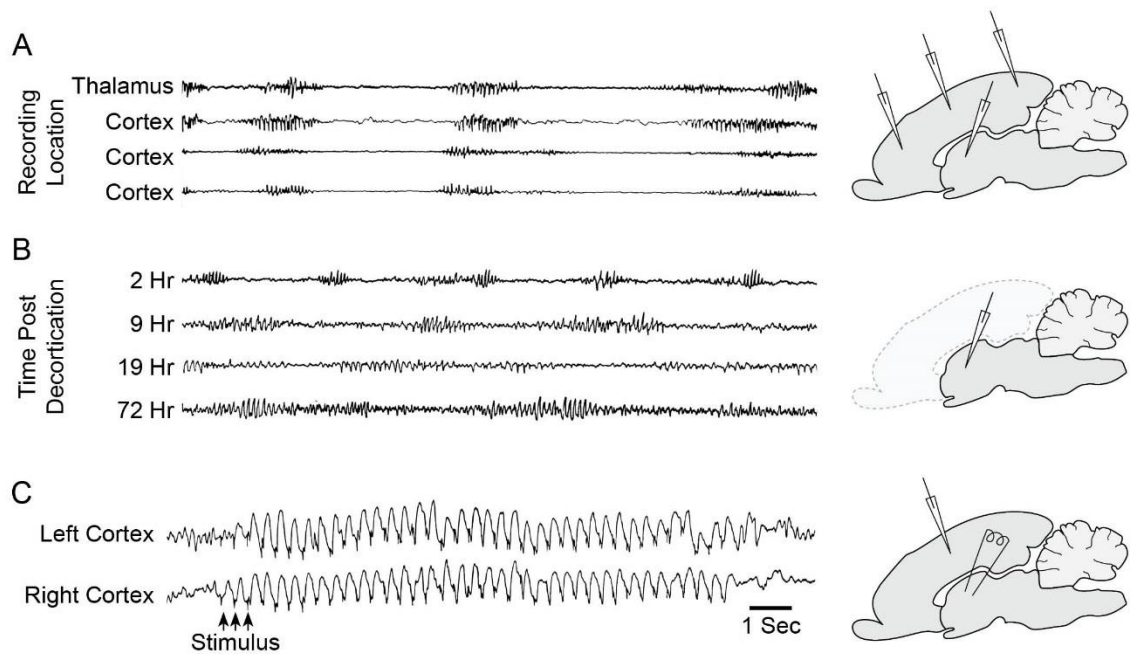 A
Recording
Location
Thalamus
Cortex
Cortex
Cortex
B
Time Post
Decortication
2 Hr
9 Hr
19 Hr
72 Hr
C
Left Cortex
Right Cortex
Stimulus
1 Sec